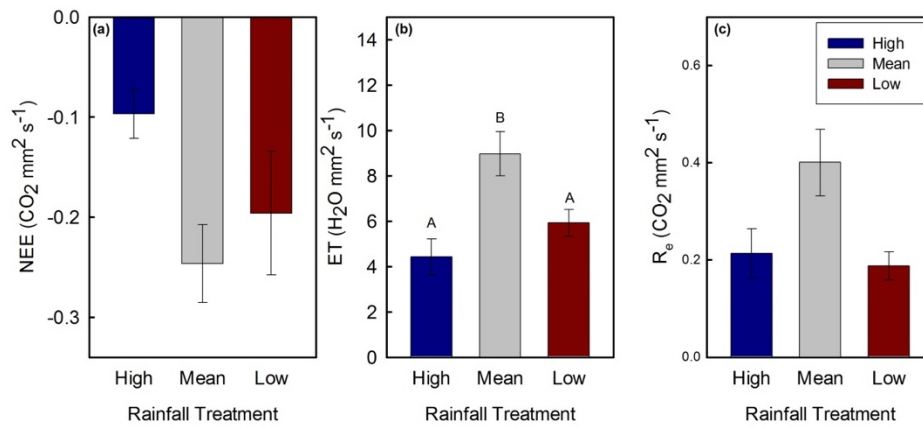 (a)
0.0
-0.1
-0.2
-0.3
NEE (CO₂ mm² s⁻¹)
High Mean Low
Rainfall Treatment
(b)
14
12
10
8
6
4
2
0
ET (H₂O mm² s⁻¹)
A
B
A
High Mean Low
Rainfall Treatment
(c)
High
Mean
Low
0.6
0.4
0.2
0.0
Rₑ (CO₂ mm² s⁻¹)
High Mean Low
Rainfall Treatment